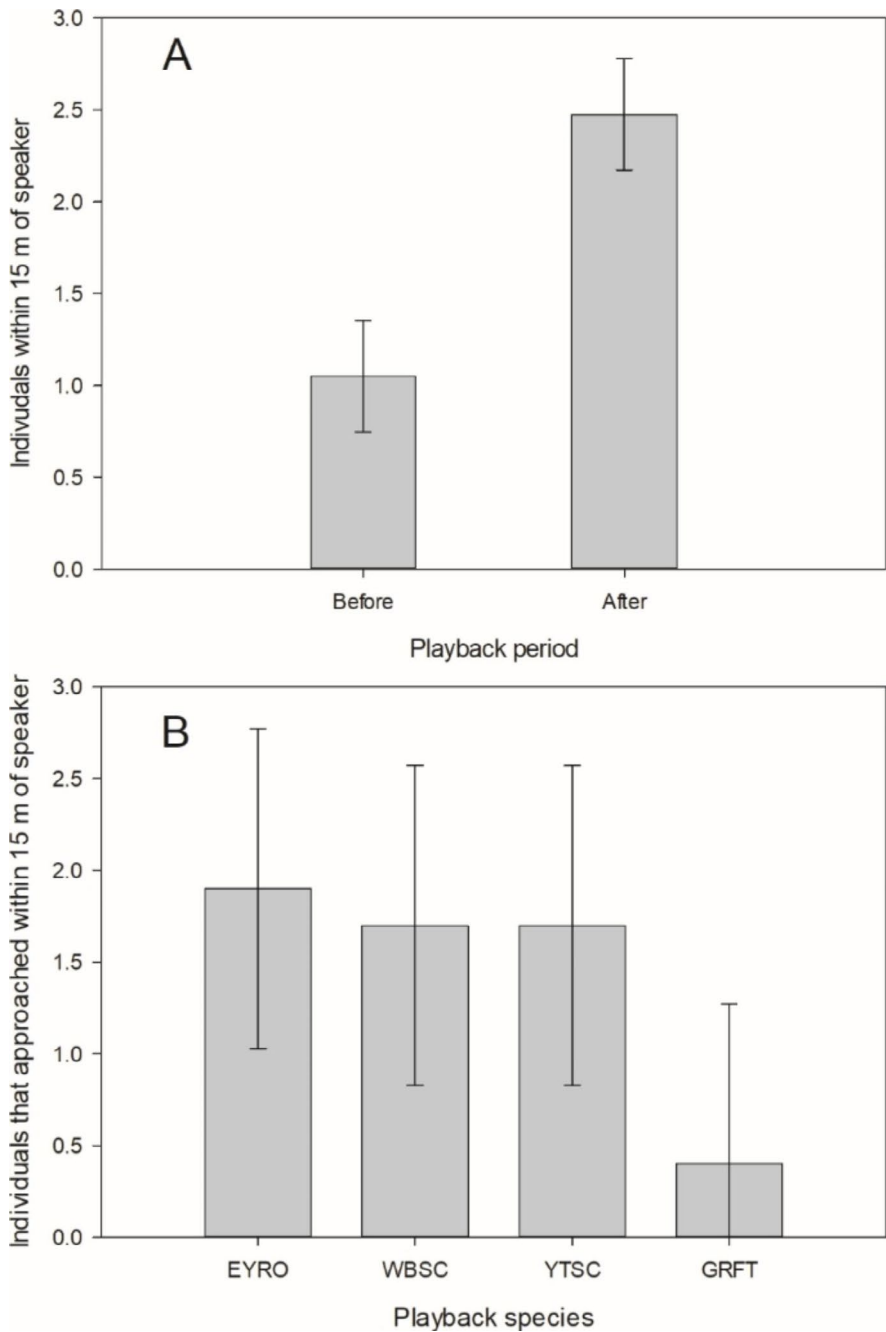 A
3.0
2.5
2.0
1.5
1.0
0.5
0.0
Indivudals within 15 m of speaker
Before After
Playback period
B
3.0
2.5
2.0
1.5
1.0
0.5
0.0
Individuals that approached within 15 m of speaker
EYRO WBSC YTSC GRFT
Playback species